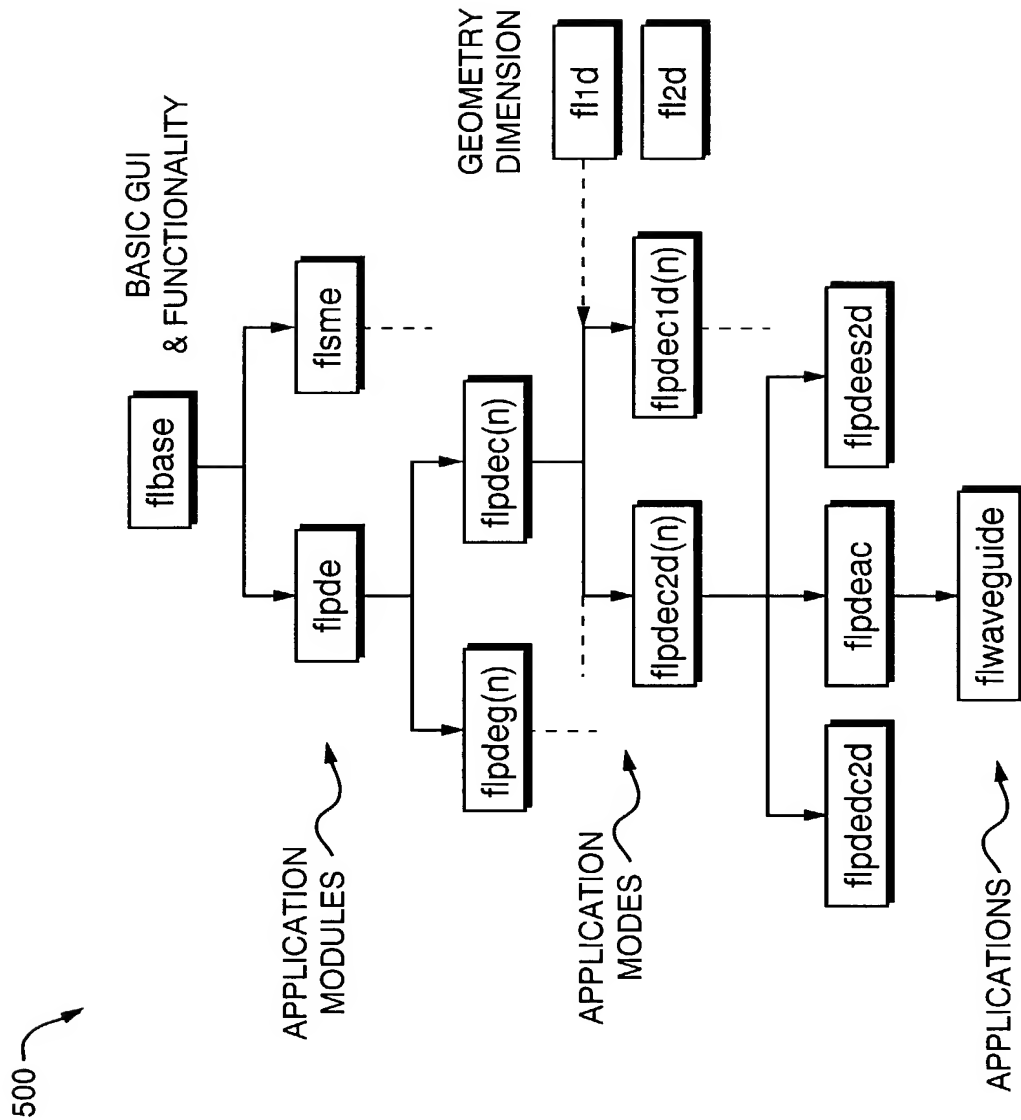 500
BASIC GUI
& FUNCTIONALITY
flbase
flpde
flsme
APPLICATION
MODULES
flpdeg(n)
flpdec(n)
GEOMETRY
DIMENSION
fl1d
fl2d
APPLICATION
MODES
flpdec2d(n)
flpdec1d(n)
flpdedc2d
flpdeac
flpdees2d
APPLICATIONS
flwaveguide